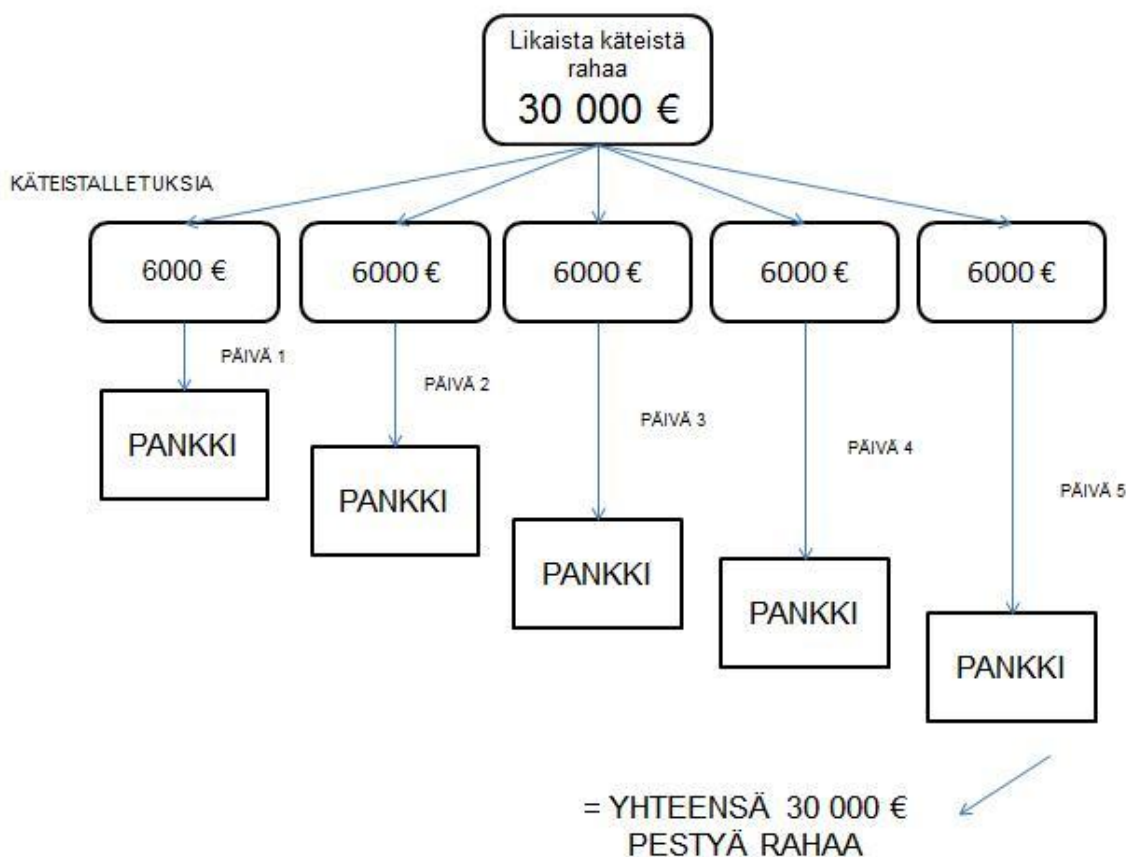 Likaista käteistä
rahaa
30 000 €
KÄTEISTALLETUKSIA
6000 €
6000 €
6000 €
6000 €
6000 €
PÄIVÄ 1
PÄIVÄ 2
PÄIVÄ 3
PÄIVÄ 4
PÄIVÄ 5
PANKKI
PANKKI
PANKKI
PANKKI
PANKKI
= YHTEENSÄ 30 000 €
PESTYÄ RAHAA